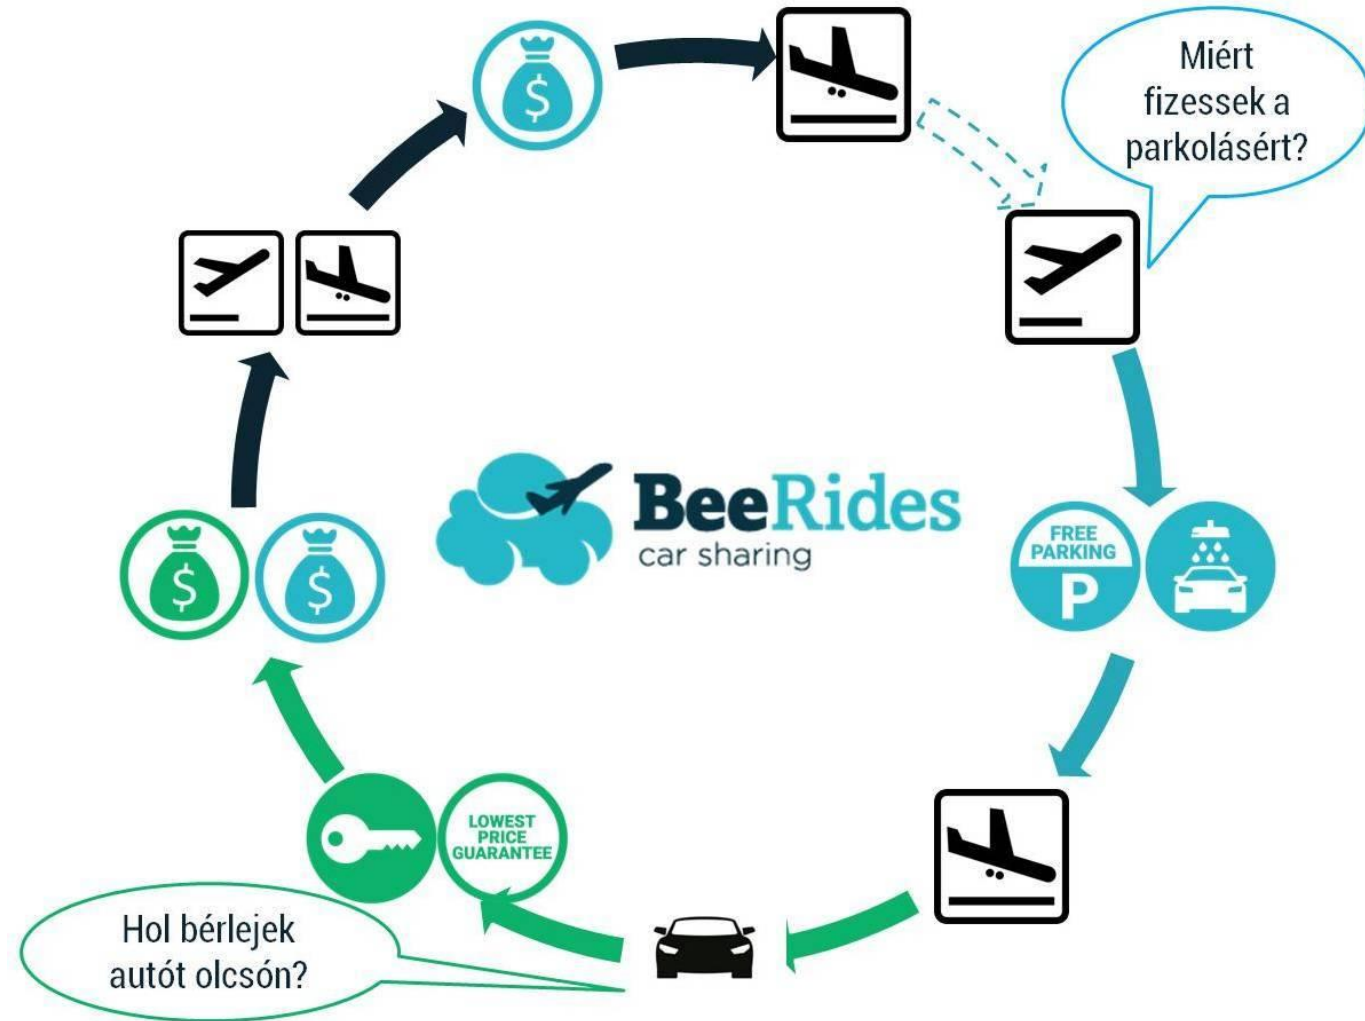 Miért
fizessek a
parkolásért?
$
BeeRides
car sharing
FREE
PARKING
P
$
$
LOWEST
PRICE
GUARANTEE
Hol bérlejek
autót olcsón?